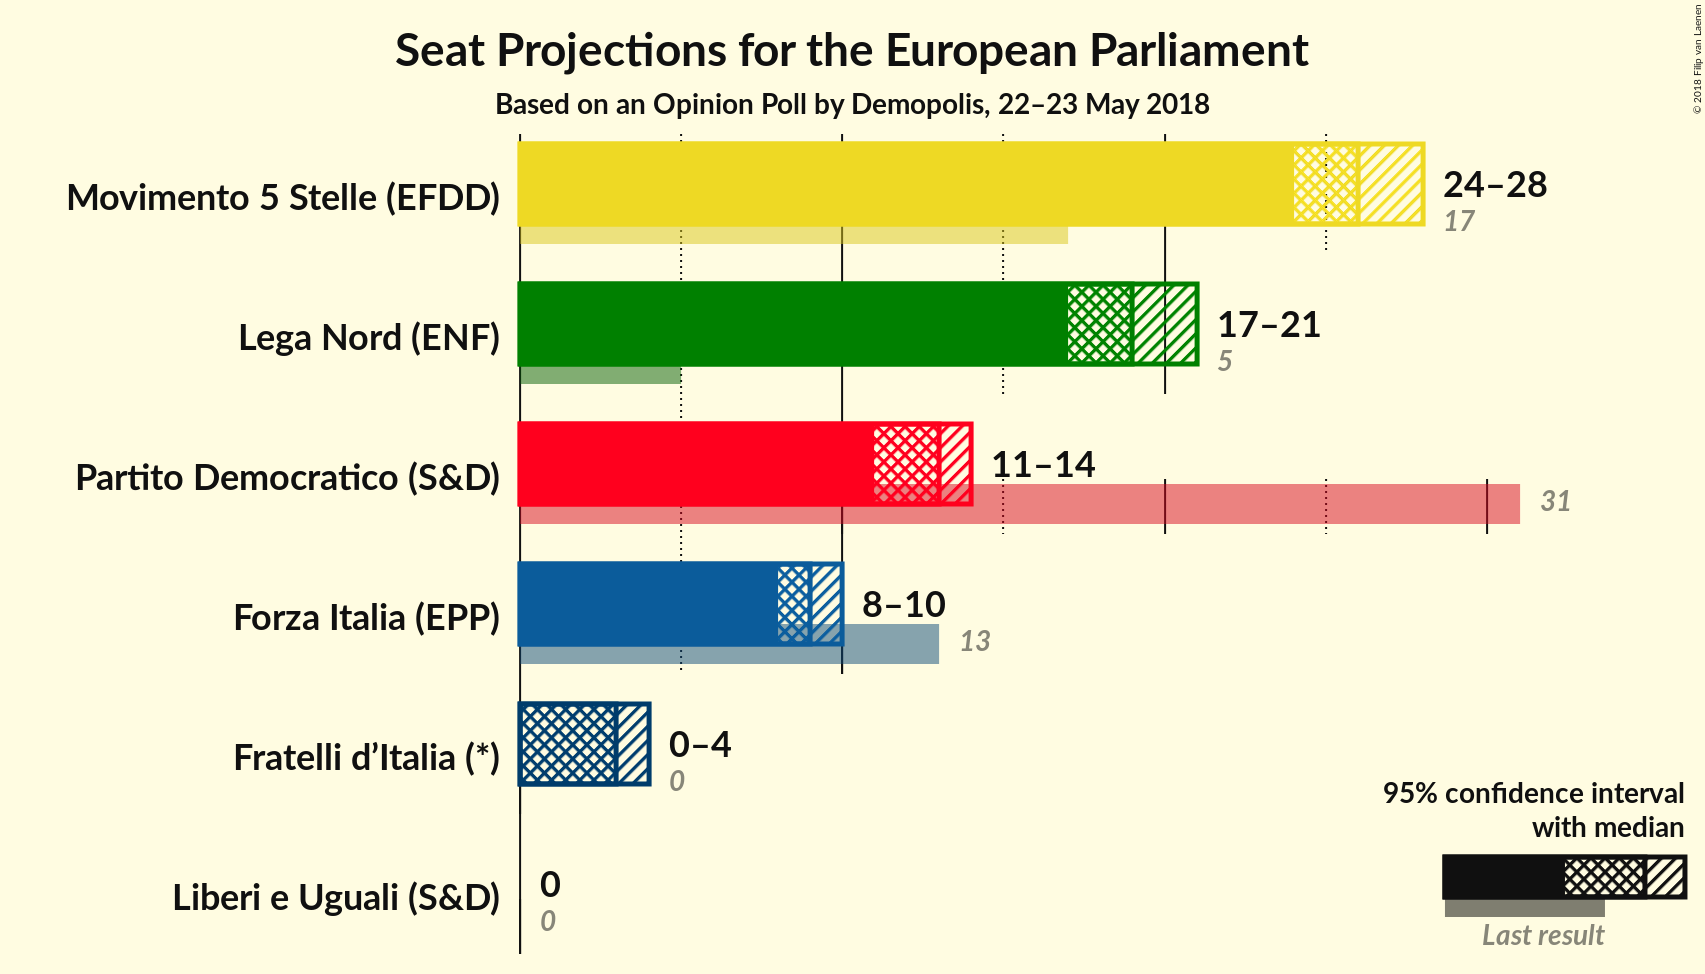 Seat Projections for the European Parliament
Based on an Opinion Poll by Demopolis, 22–23 May 2018
© 2018 Filip van Laenen
Movimento 5 Stelle (EFDD)
24–28
17
Lega Nord (ENF)
17–21
5
Partito Democratico (S&D)
11–14
31
Forza Italia (EPP)
8–10
13
Fratelli d’Italia (*)
0–4
0
Liberi e Uguali (S&D)
0
0
95% confidence interval
with median
Last result